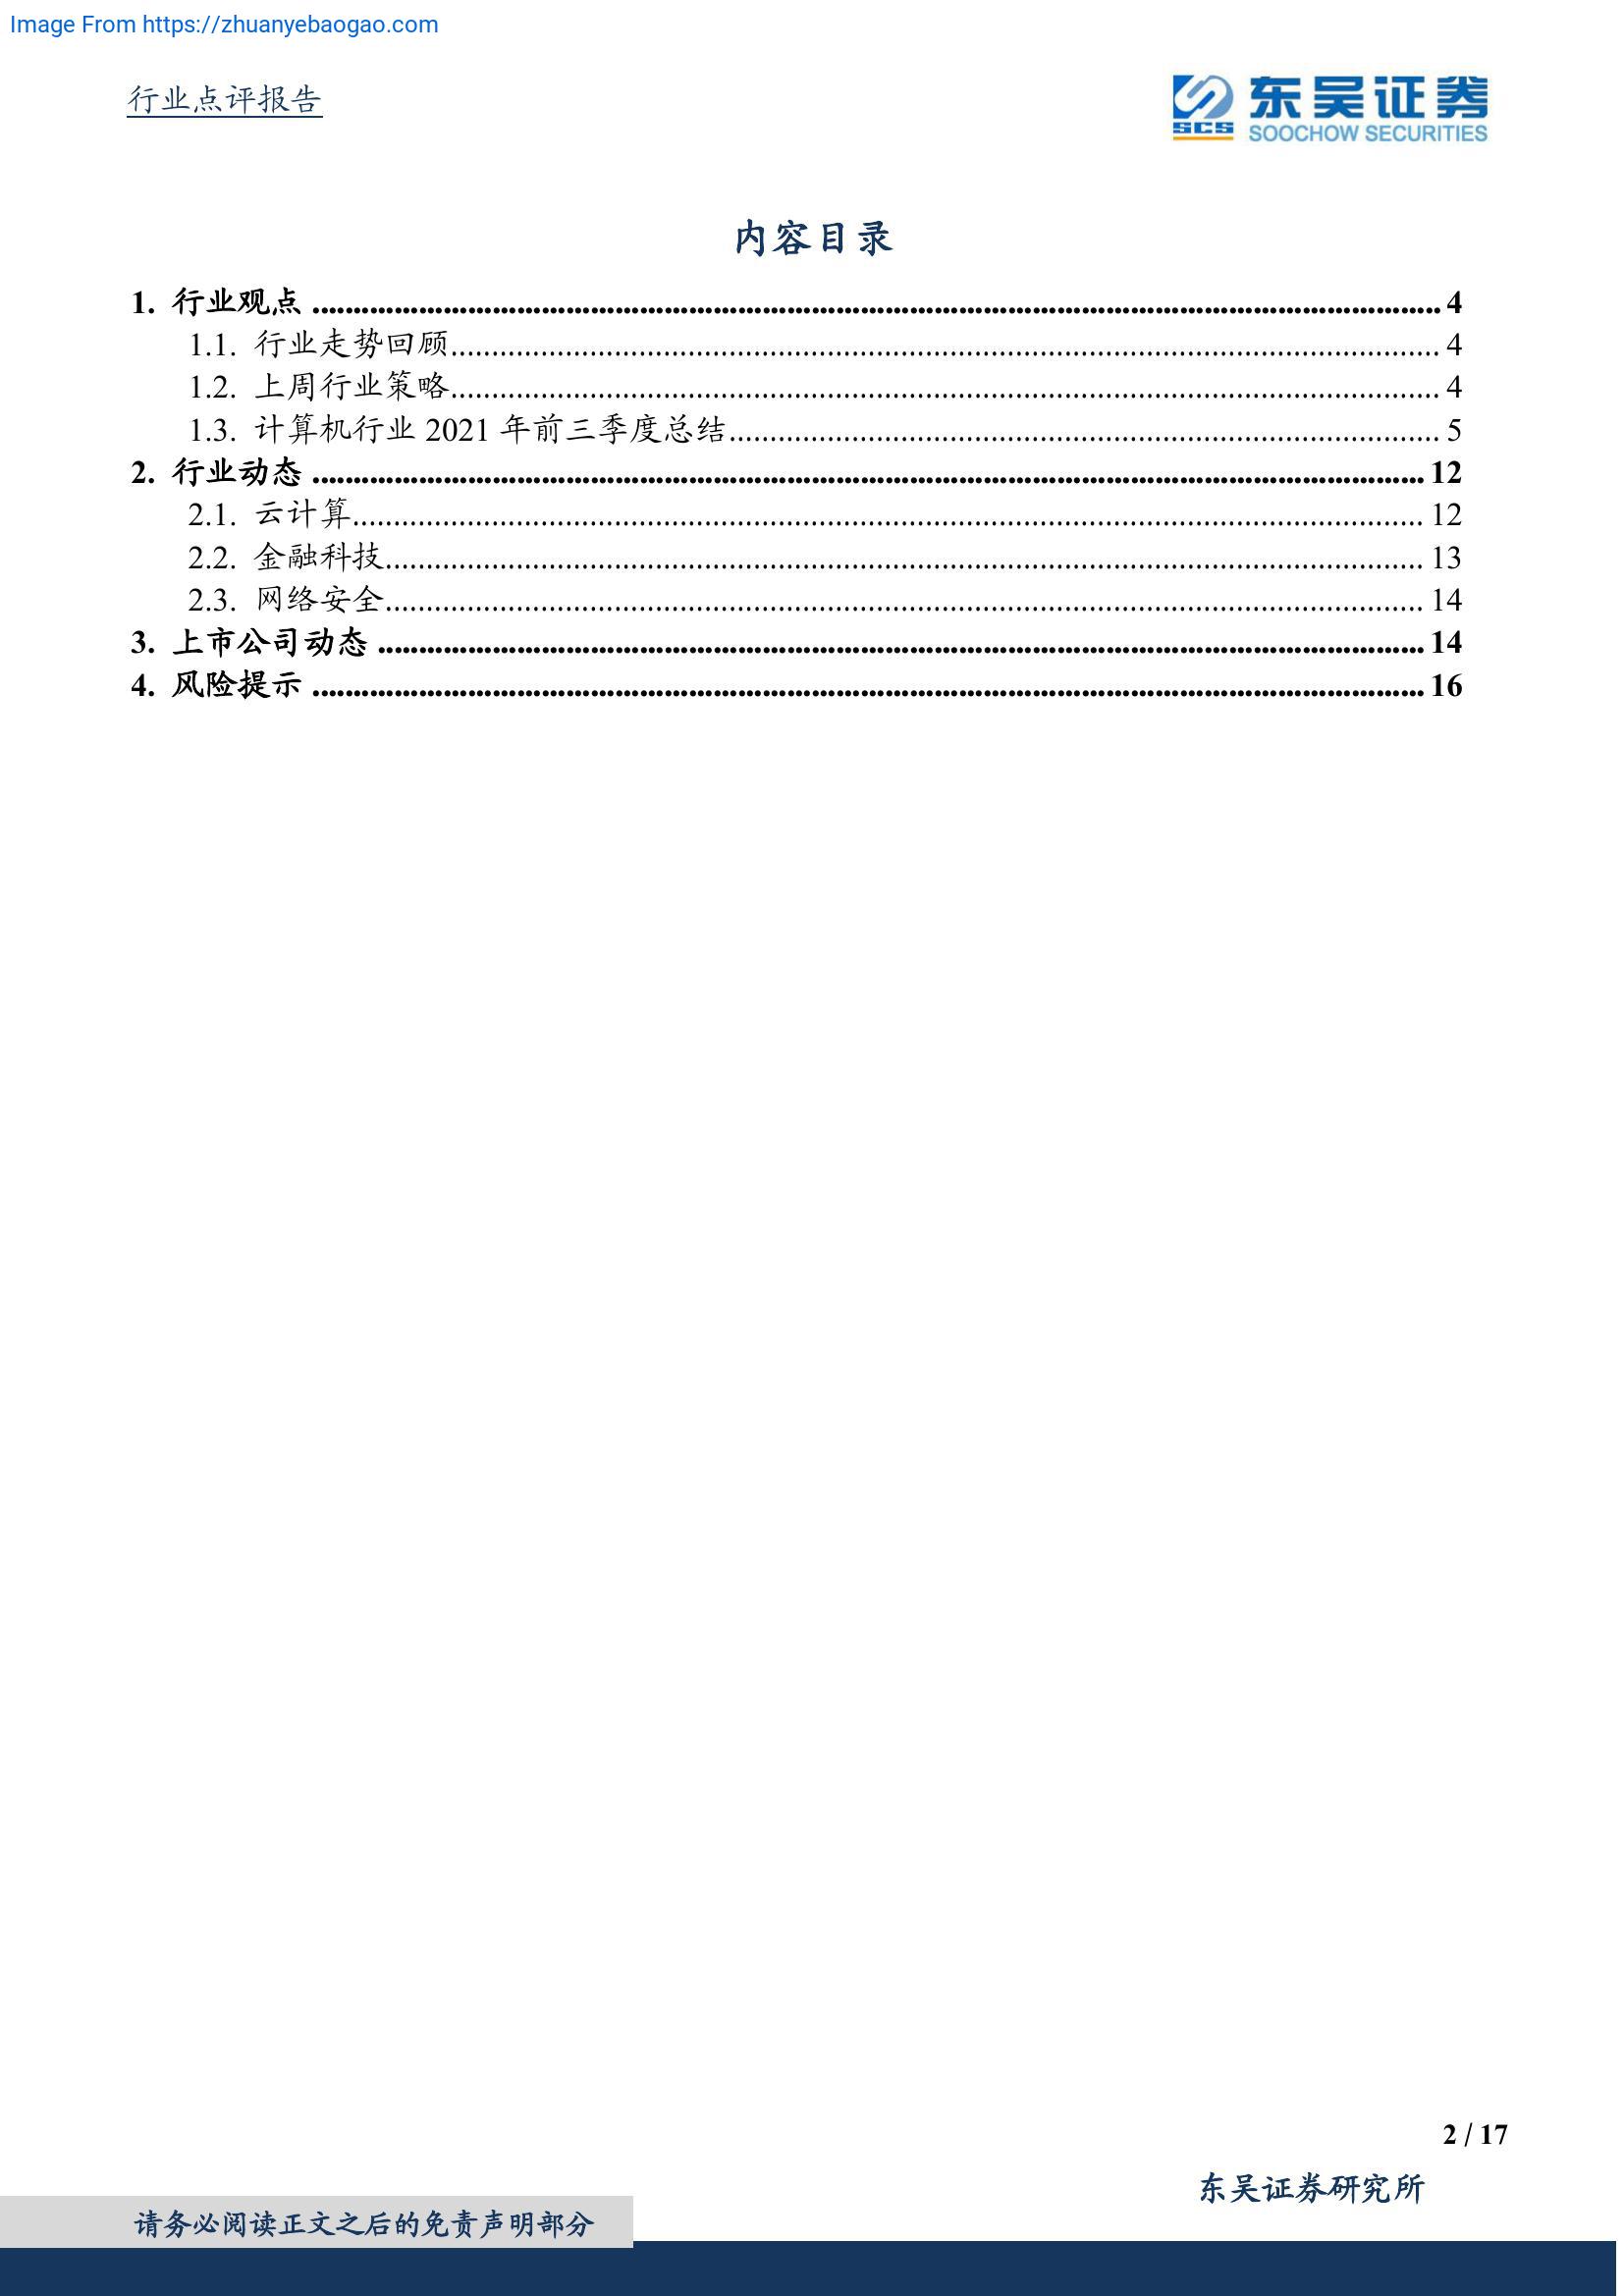 Image From https://zhuanyebaogao.com
行业点评报告
东吴证券
SCS
SOOCHOW SECURITIES
内容目录
1. 行业观点 ........ 4
1.1. 行业走势回顾 ........ 4
1.2. 上周行业策略 ........ 4
1.3. 计算机行业 2021 年前三季度总结 ........ 5
2. 行业动态 ........ 12
2.1. 云计算 ........ 12
2.2. 金融科技 ........ 13
2.3. 网络安全 ........ 14
3. 上市公司动态 ........ 14
4. 风险提示 ........ 16
2 / 17
东吴证券研究所
请务必阅读正文之后的免责声明部分